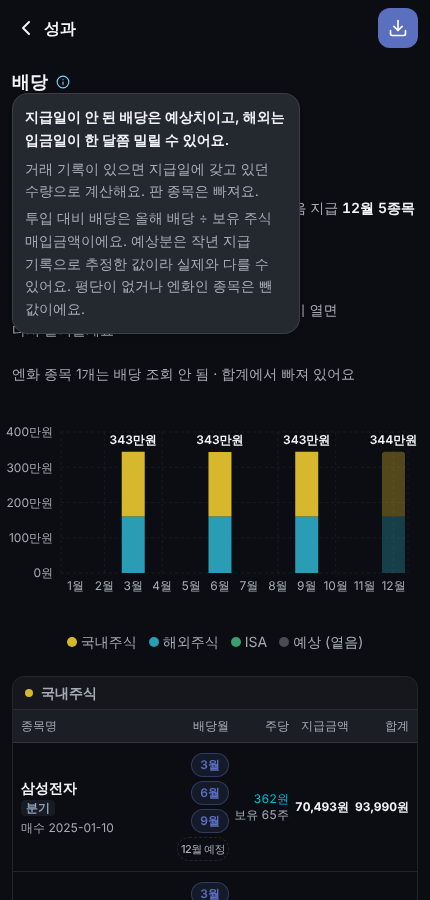 성과
배당
지급일이 안 된 배당은 예상치이고, 해외는
입금일이 한 달쯤 밀릴 수 있어요.
거래 기록이 있으면 지급일에 갖고 있던
수량으로 계산해요. 판 종목은 빠져요.
지급 12월 5종목
투입 대비 배당은 올해 배당 ÷ 보유 주식
매입금액이에요. 예상분은 작년 지급
기록으로 추정한 값이라 실제와 다를 수
있어요. 평단이 없거나 엔화인 종목은 뺀
값이에요.
열면
엔화 종목 1개는 배당 조회 안 됨 · 합계에서 빠져 있어요
400만원
343만원 343만원 343만원 344만원
300만원
200만원
100만원
0원
1월 2월 3월 4월 5월 6월 7월 8월 9월 10월 11월 12월
국내주식 해외주식 ISA 예상 (옅음)
국내주식
종목명 배당월 주당 지급금액 합계
삼성전자
분기
매수 2025-01-10
3월
6월
9월
12월 예정
362원
보유 65주
70,493원 93,990원
3월